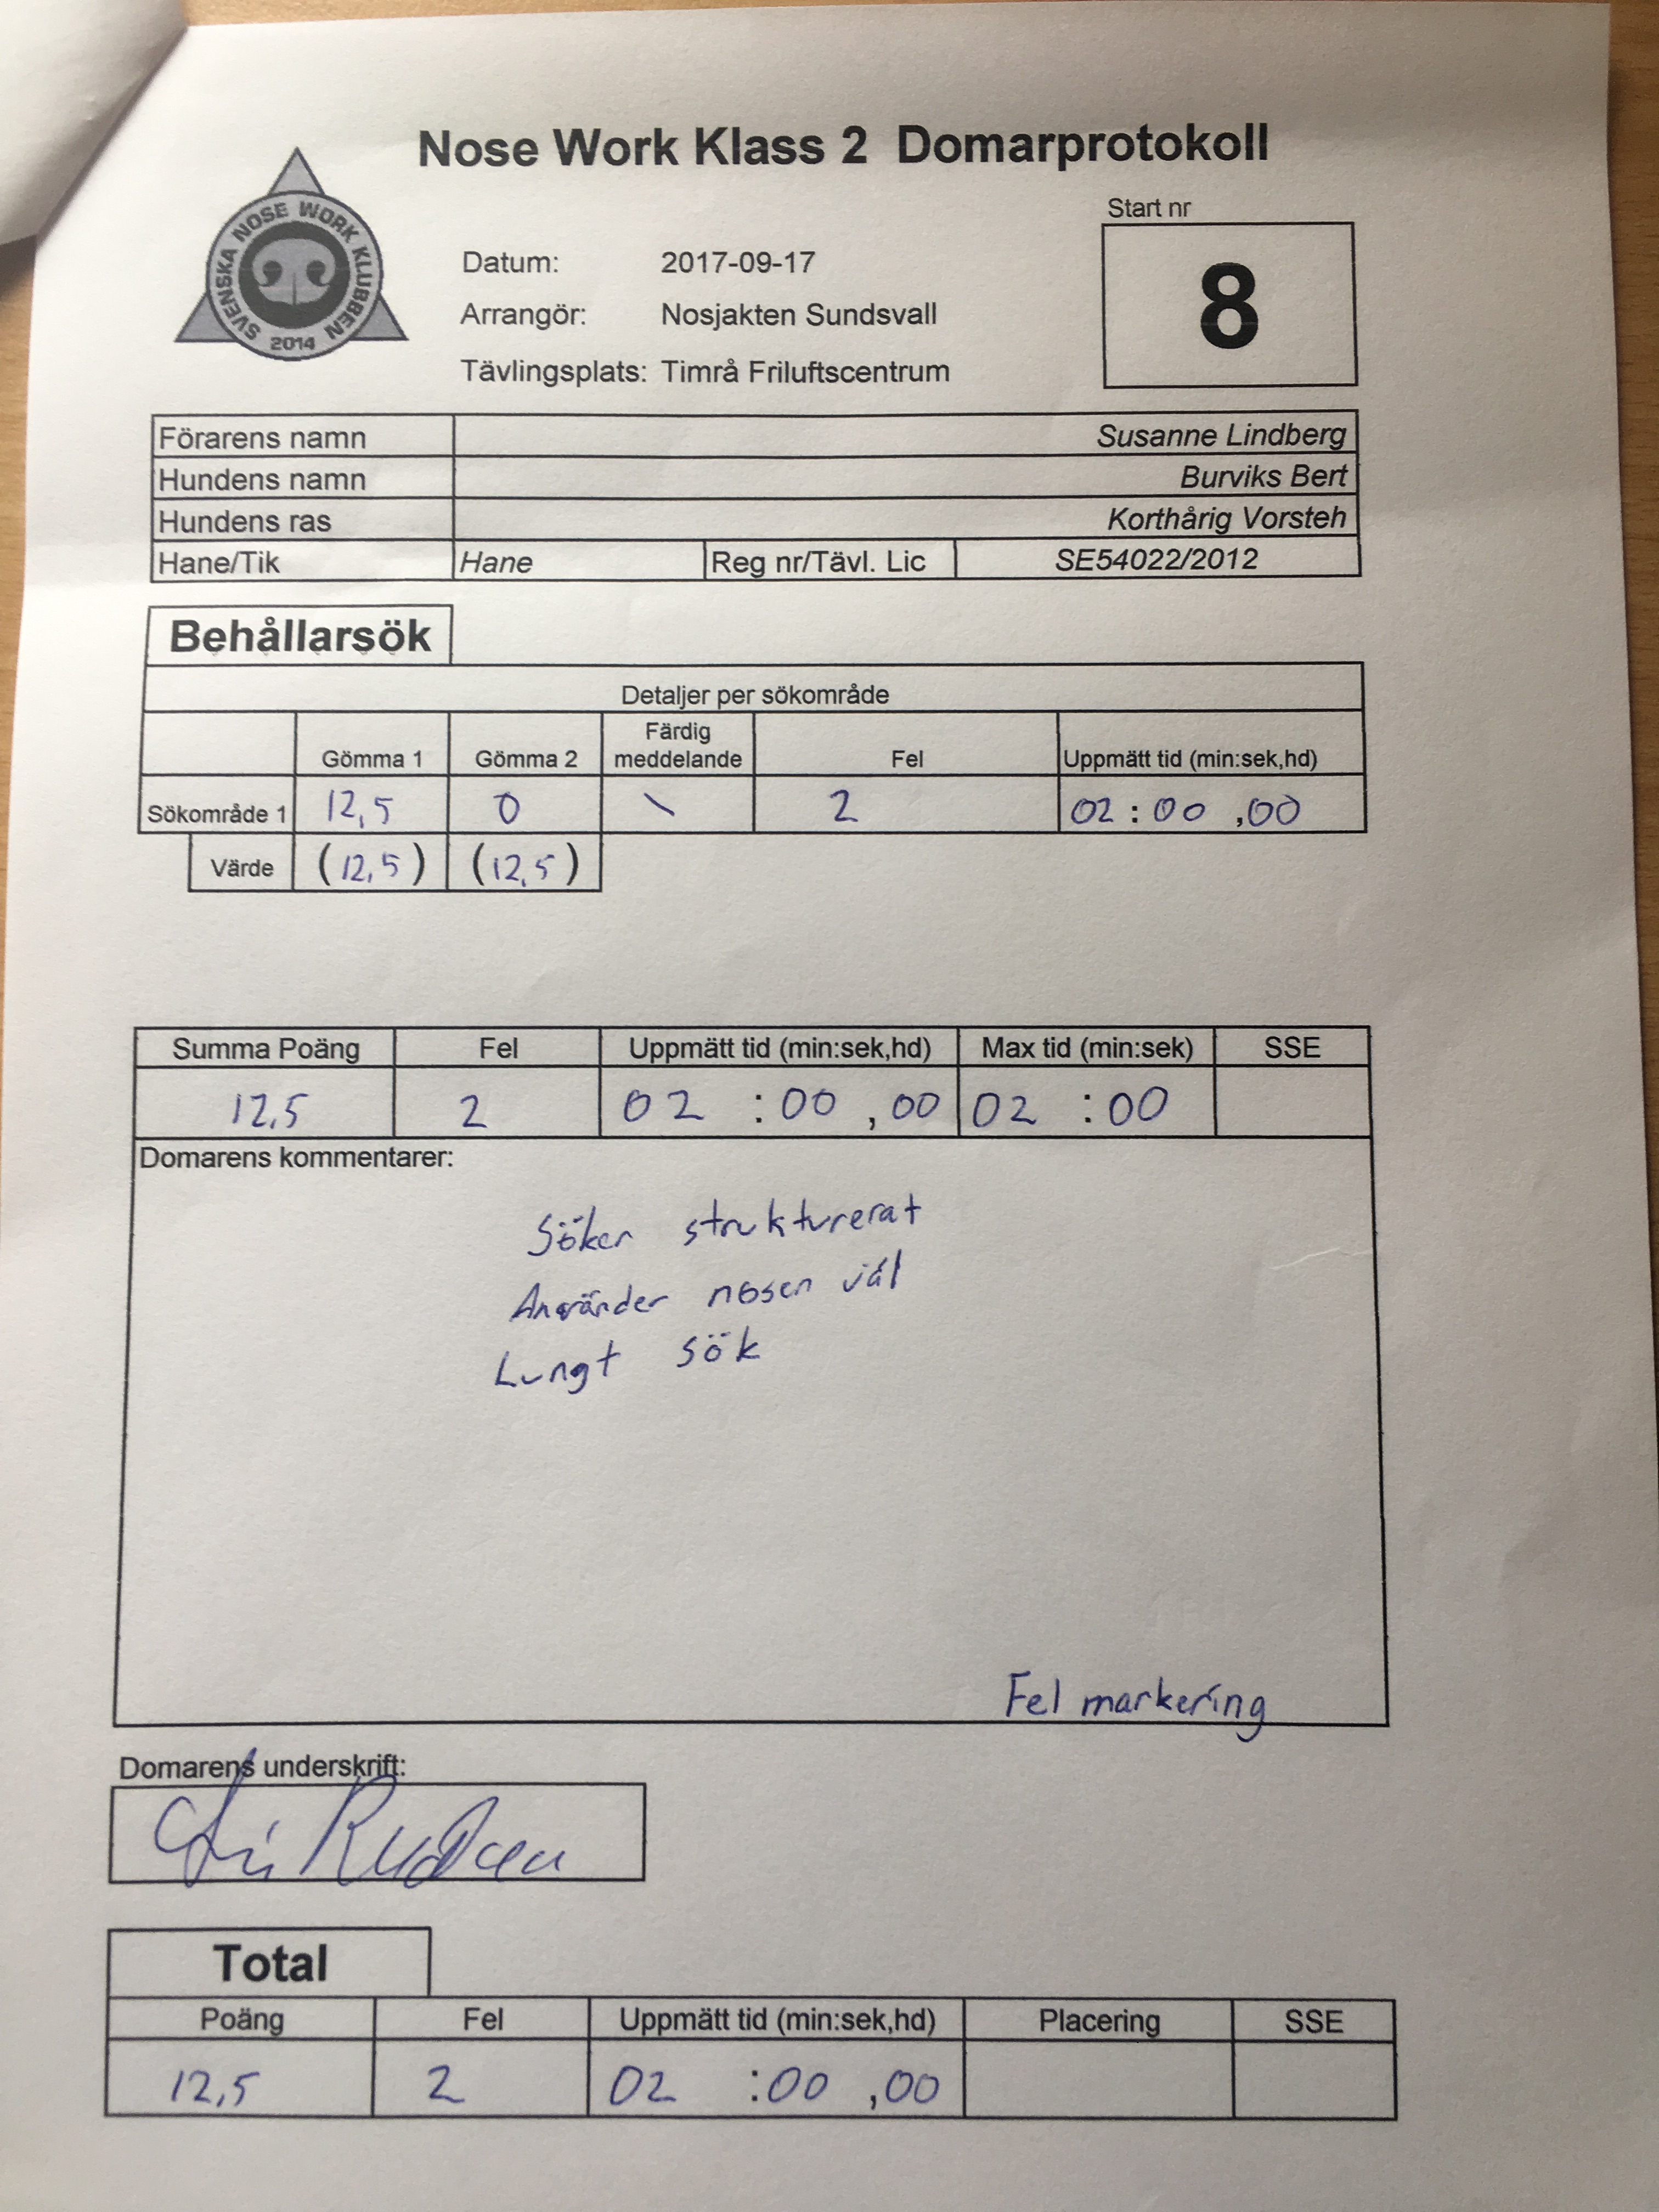 Nose Work Klass 2 Domarprotokoll
SVENSKA NOSE WORK KLUBBEN
2014
Start nr
8
Datum: 2017-09-17
Arrangör: Nosjakten Sundsvall
Tävlingsplats: Timrå Friluftscentrum
Förarens namn Susanne Lindberg
Hundens namn Burviks Bert
Hundens ras Korthårig Vorsteh
Hane/Tik Hane Reg nr/Tävl. Lic SE54022/2012
Behållarsök
Detaljer per sökområde
Gömma 1 Gömma 2 Färdig meddelande Fel Uppmätt tid (min:sek,hd)
Sökområde 1 12,5 0 \ 2 02:00,00
Värde (12,5) (12,5)
Summa Poäng Fel Uppmätt tid (min:sek,hd) Max tid (min:sek) SSE
12,5 2 02:00,00 02:00
Domarens kommentarer:
Söker strukturerat
Använder nosen väl
Lungt sök
Fel markering
Domarens underskrift:
Total
Poäng Fel Uppmätt tid (min:sek,hd) Placering SSE
12,5 2 02:00,00